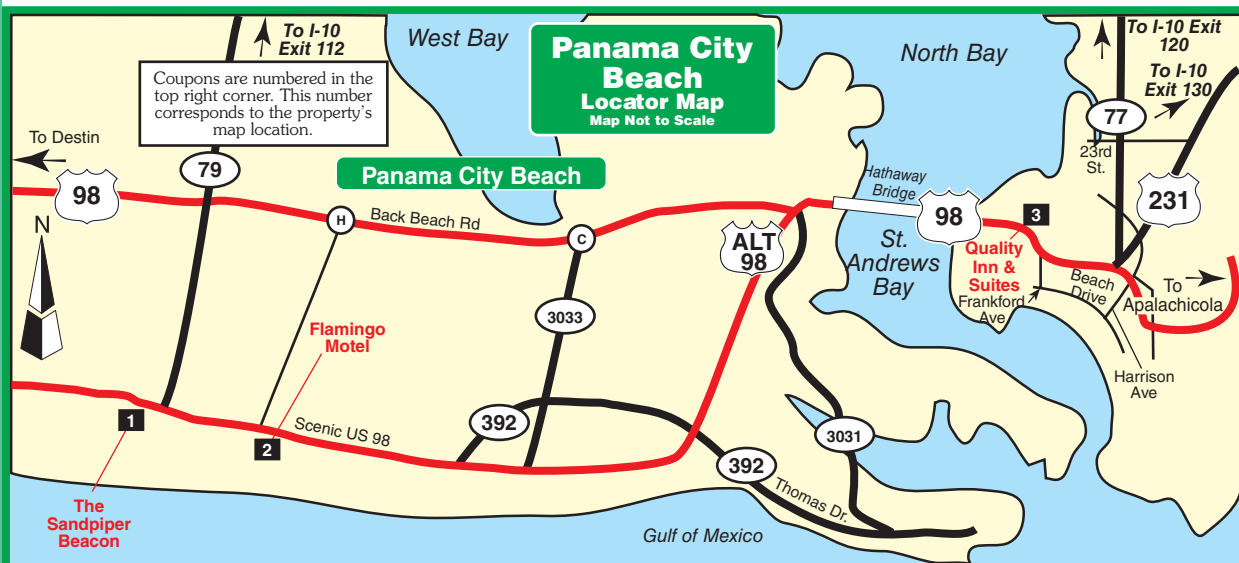 To I-10
Exit 112
West Bay
Panama City
Beach
Locator Map
Map Not to Scale
North Bay
To I-10 Exit
120
To I-10
Exit 130
Coupons are numbered in the
top right corner. This number
corresponds to the property's
map location.
To Destin
98
79
Panama City Beach
H
Back Beach Rd
C
ALT
98
Hathaway
Bridge
98
St.
Andrews
Bay
3
Quality
Inn &
Suites
77
23rd
St.
231
Frankford
Ave
Beach
Drive
To
Apalachicola
Harrison
Ave
N
3033
Flamingo
Motel
1
2
Scenic US 98
392
392
3031
Thomas Dr.
The
Sandpiper
Beacon
Gulf of Mexico